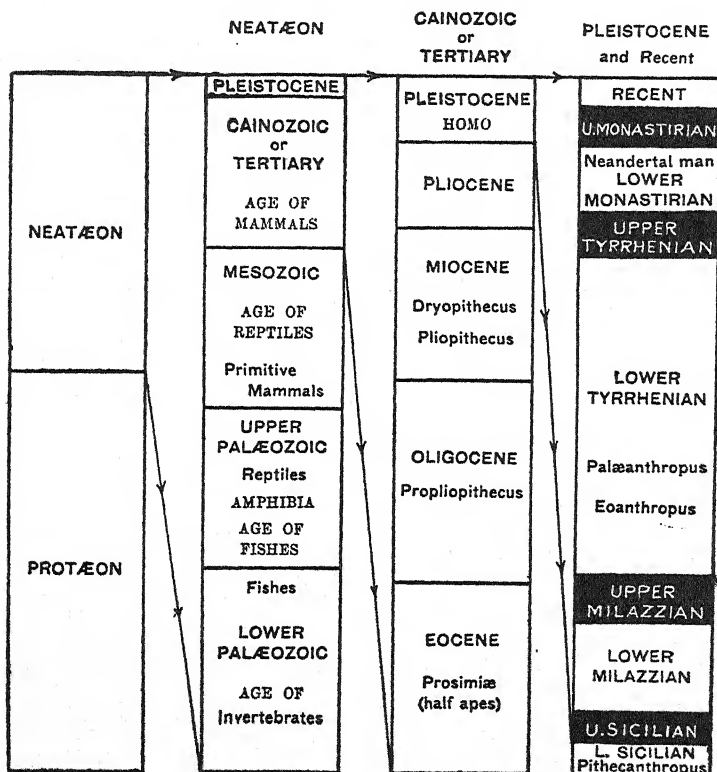 NEATÆON
CAINOZOIC
or
TERTIARY
PLEISTOCENE
and Recent
NEATÆON
PROTÆON
PLEISTOCENE
CAINOZOIC
or
TERTIARY
AGE OF
MAMMALS
MESOZOIC
AGE OF
REPTILES
Primitive
Mammals
UPPER
PALÆOZOIC
Reptiles
AMPHIBIA
AGE OF
FISHES
Fishes
LOWER
PALÆOZOIC
AGE OF
Invertebrates
PLEISTOCENE
HOMO
PLIOCENE
MIOCENE
Dryopithecus
Pliopithecus
OLIGOCENE
Propliopithecus
EOCENE
Prosimiæ
(half apes)
RECENT
U.MONASTIRIAN
Neandertal man
LOWER
MONASTIRIAN
UPPER
TYRRHENIAN
LOWER
TYRRHENIAN
Palæanthropus
Eoanthropus
UPPER
MILAZZIAN
LOWER
MILAZZIAN
U.SICILIAN
L. SICILIAN
Pithecanthropus